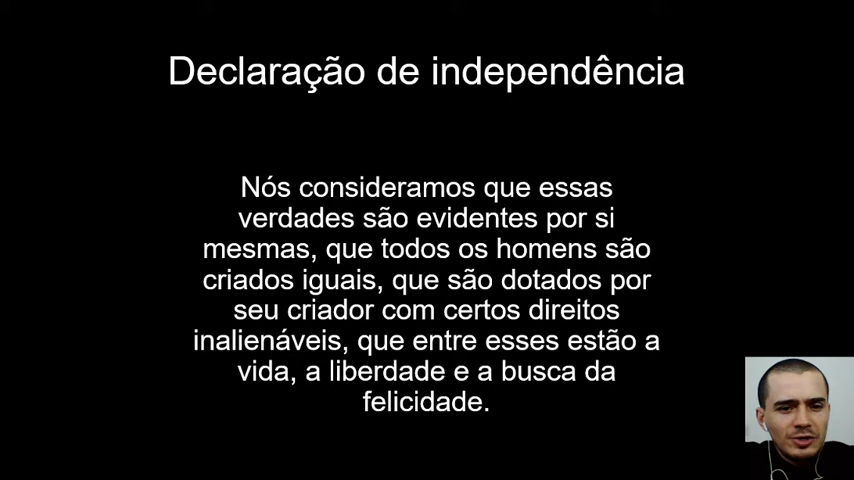 Declaração de independência
Nós consideramos que essas
verdades são evidentes por si
mesmas, que todos os homens são
criados iguais, que são dotados por
seu criador com certos direitos
inalienáveis, que entre esses estão a
vida, a liberdade e a busca da
felicidade.